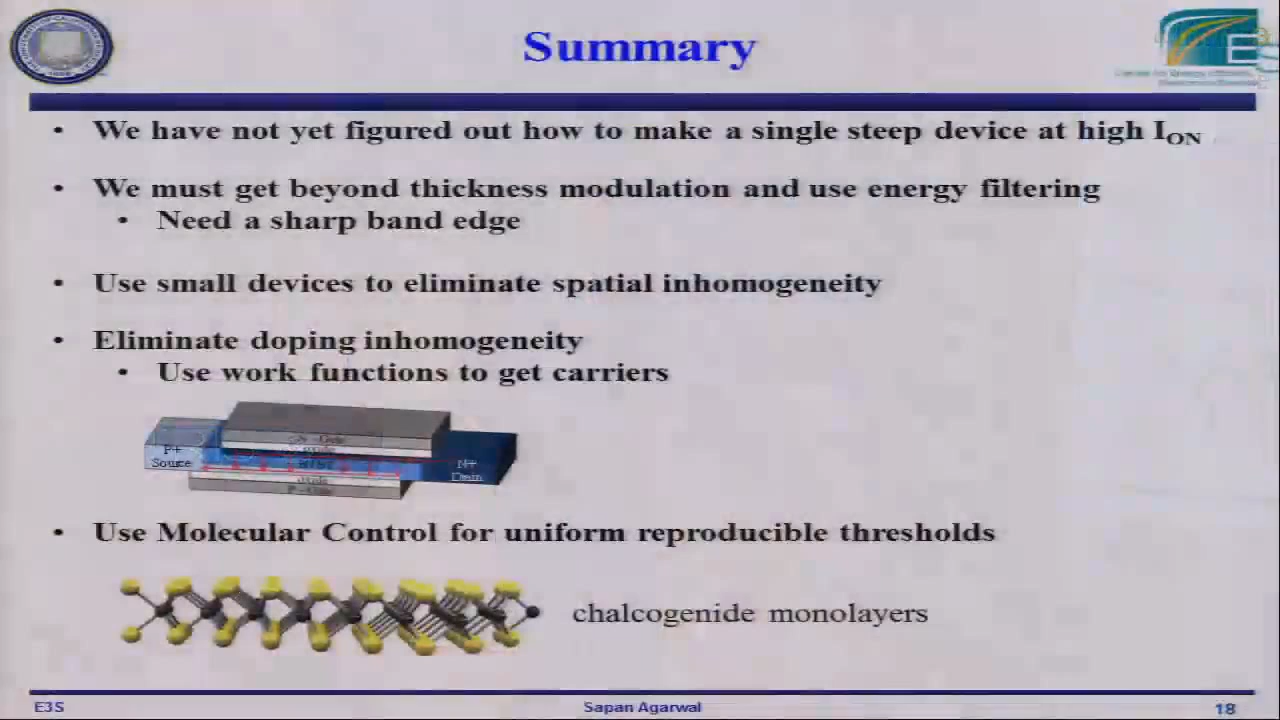 Summary
• We have not yet figured out how to make a single steep device at high ION
• We must get beyond thickness modulation and use energy filtering
• Need a sharp band edge
• Use small devices to eliminate spatial inhomogeneity
• Eliminate doping inhomogeneity
• Use work functions to get carriers
P+
Source
N+
Drain
• Use Molecular Control for uniform reproducible thresholds
chalcogenide monolayers
E3S
Sapan Agarwal
18